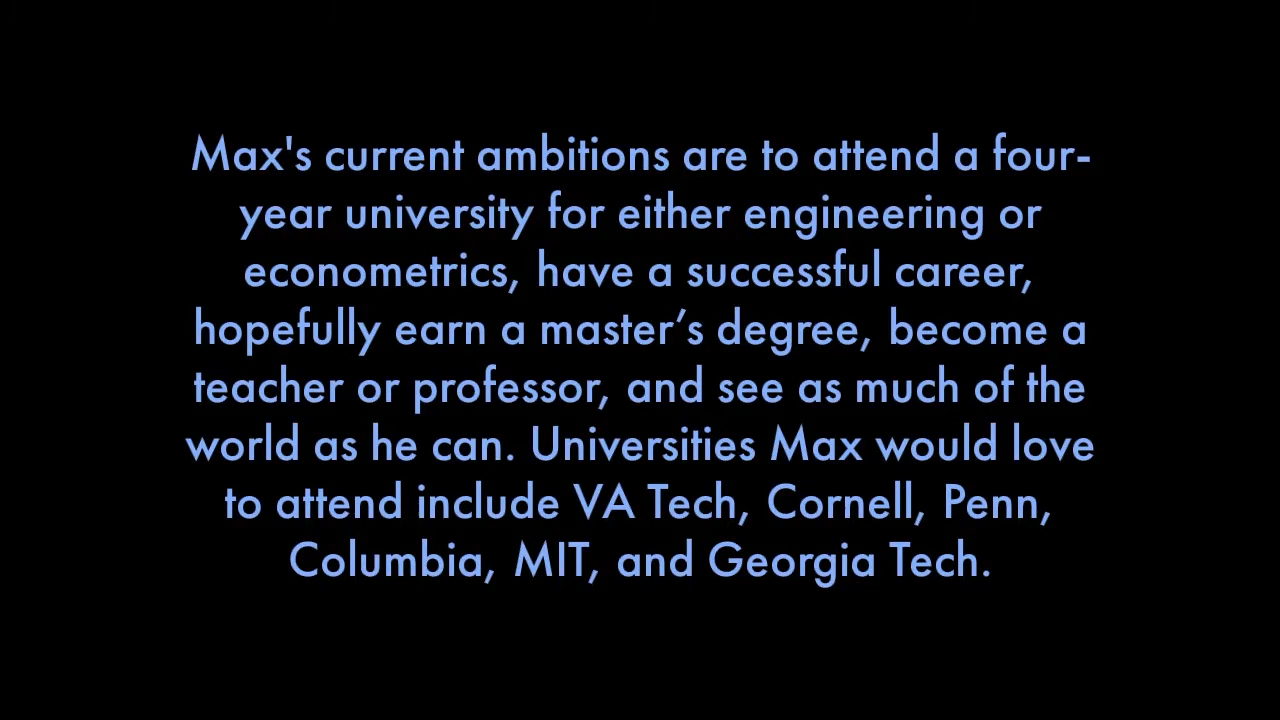 Max's current ambitions are to attend a four-
year university for either engineering or
econometrics, have a successful career,
hopefully earn a master’s degree, become a
teacher or professor, and see as much of the
world as he can. Universities Max would love
to attend include VA Tech, Cornell, Penn,
Columbia, MIT, and Georgia Tech.